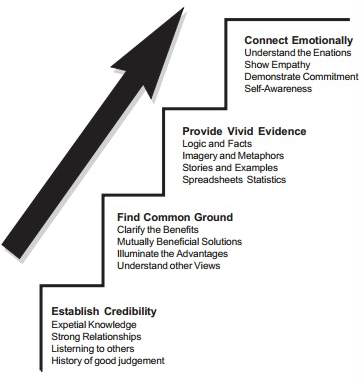 Connect Emotionally
Understand the Enations
Show Empathy
Demonstrate Commitment
Self-Awareness
Provide Vivid Evidence
Logic and Facts
Imagery and Metaphors
Stories and Examples
Spreadsheets Statistics
Find Common Ground
Clarify the Benefits
Mutually Beneficial Solutions
Illuminate the Advantages
Understand other Views
Establish Credibility
Expetial Knowledge
Strong Relationships
Listening to others
History of good judgement